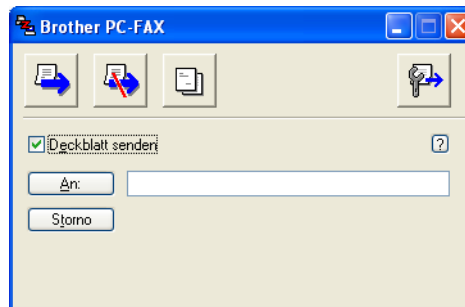 Brother PC-FAX
Deckblatt senden
?
An:
Storno